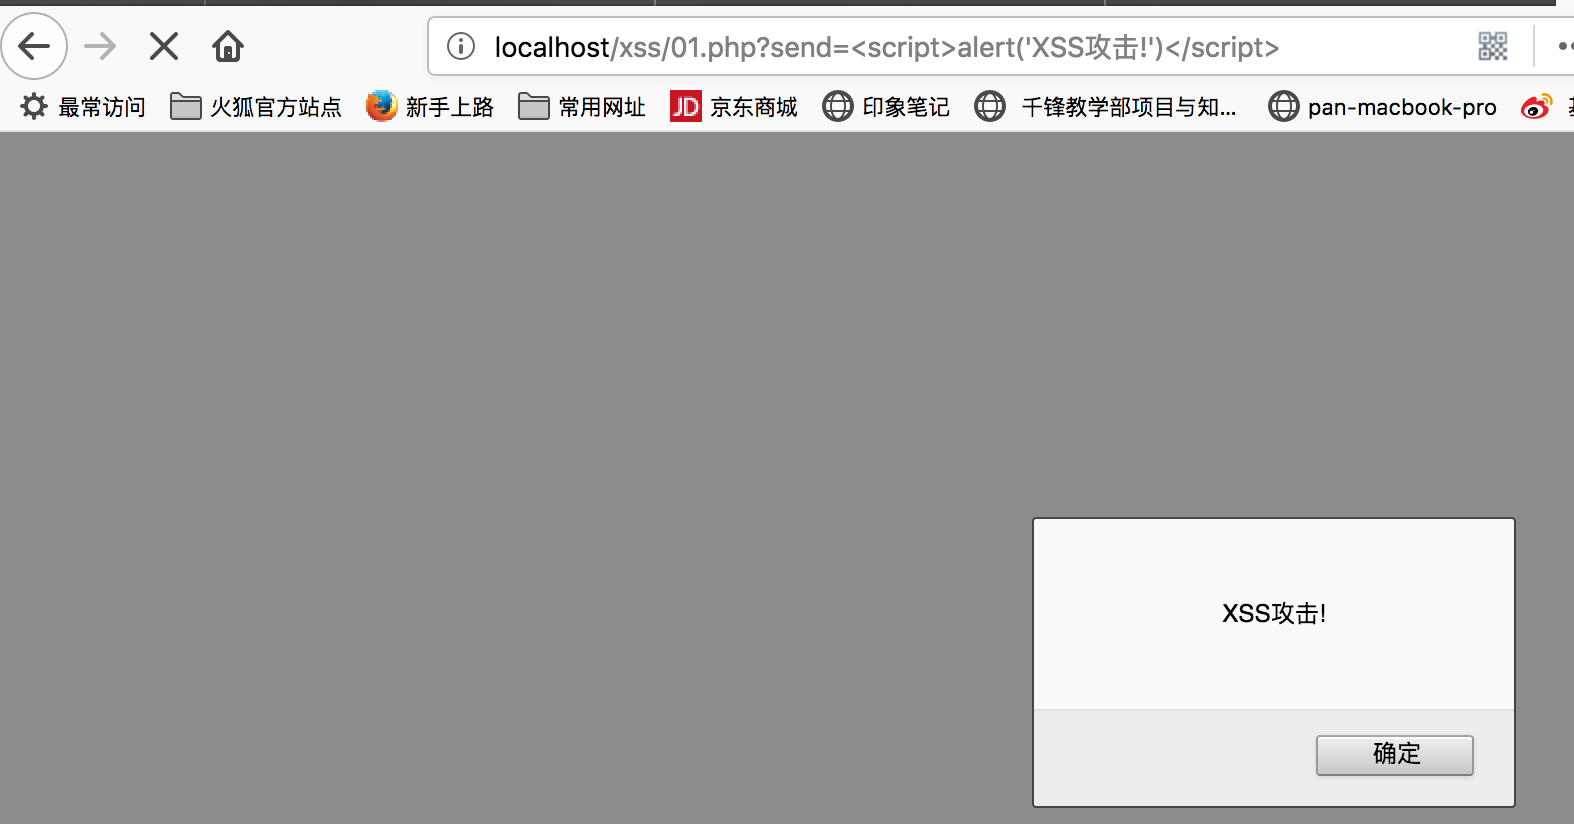 localhost/xss/01.php?send=<script>alert('XSS攻击!')</script>
最常访问 火狐官方站点 新手上路 常用网址 JD 京东商城 印象笔记 千锋教学部项目与知... pan-macbook-pro
XSS攻击!
确定